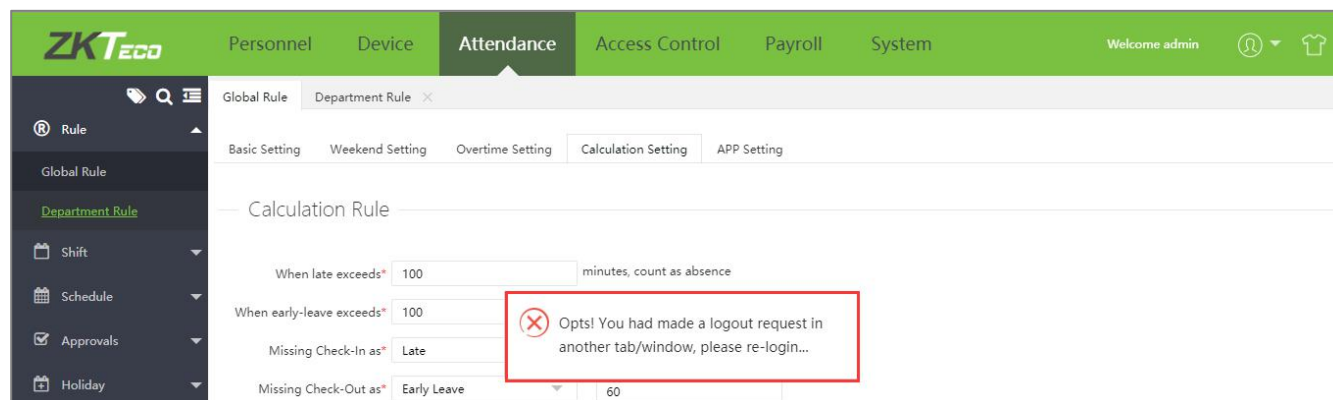 ZKTECO Personnel Device Attendance Access Control Payroll System Welcome admin
Global Rule Department Rule
® Rule
Basic Setting Weekend Setting Overtime Setting Calculation Setting APP Setting
Global Rule
Department Rule
Calculation Rule
Shift
When late exceeds* 100 minutes, count as absence
Schedule
When early-leave exceeds* 100
Opts! You had made a logout request in
another tab/window, please re-login...
Approvals
Missing Check-In as* Late
Holiday
Missing Check-Out as* Early Leave 60